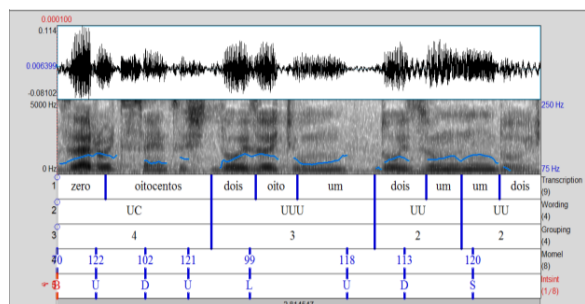 0.000100
0.114
0.006399
-0.08102
5000 Hz 250 Hz
0 Hz 75 Hz
1 zero oitocentos dois oito um dois um um dois Transcription (9)
2 UC UUU UU UU Wording (4)
3 4 3 2 2 Grouping (4)
122 102 121 99 118 113 120 Momel (8)
U D U L U D S Intsint (1/8)